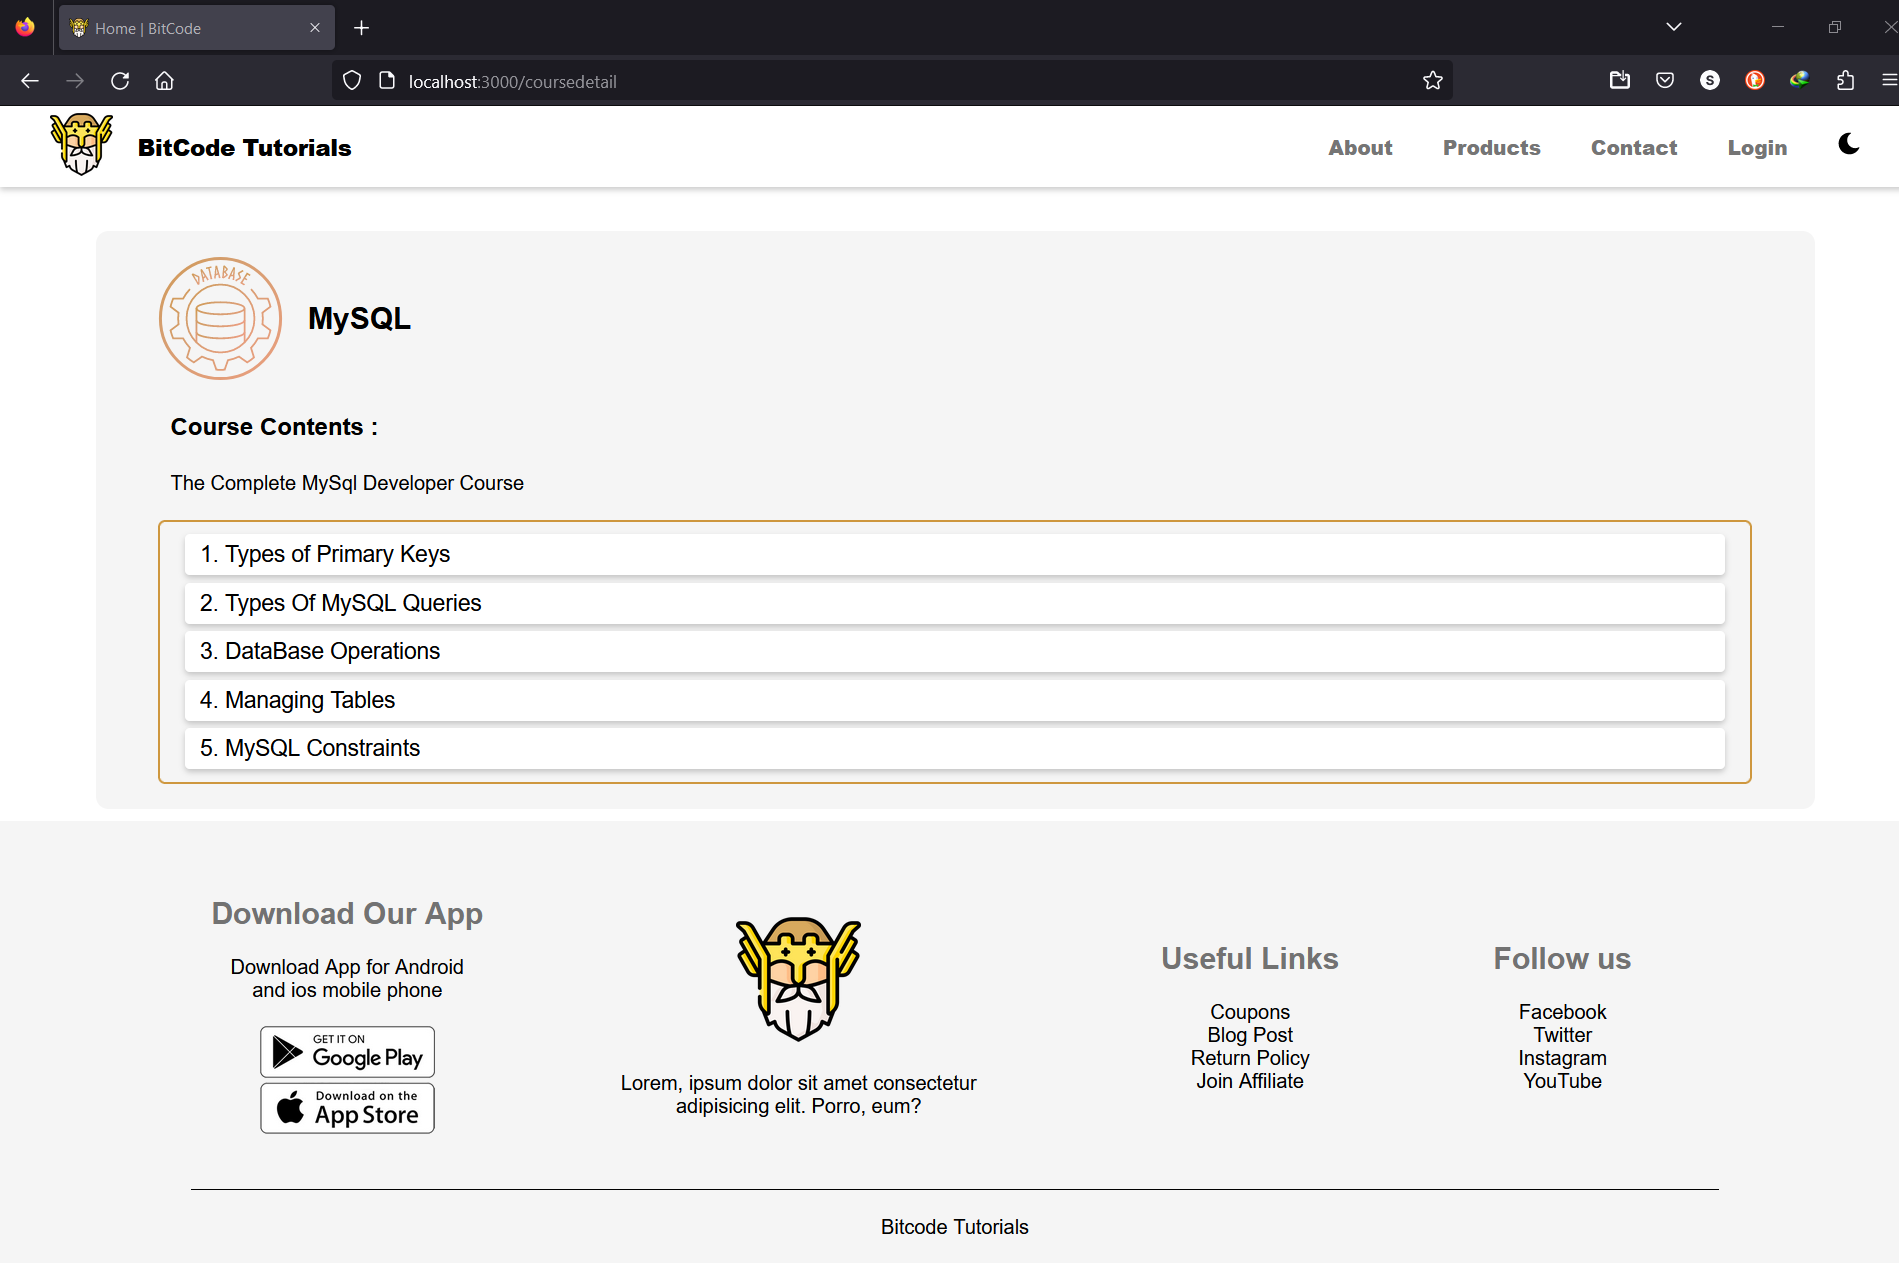 Home | BitCode
localhost:3000/coursedetail
S
BitCode Tutorials
About
Products
Contact
Login
DATABASE
MySQL
Course Contents :
The Complete MySql Developer Course
1. Types of Primary Keys
2. Types Of MySQL Queries
3. DataBase Operations
4. Managing Tables
5. MySQL Constraints
Download Our App
Download App for Android
and ios mobile phone
GET IT ON
Google Play
Download on the
App Store
Lorem, ipsum dolor sit amet consectetur
adipisicing elit. Porro, eum?
Useful Links
Coupons
Blog Post
Return Policy
Join Affiliate
Follow us
Facebook
Twitter
Instagram
YouTube
Bitcode Tutorials